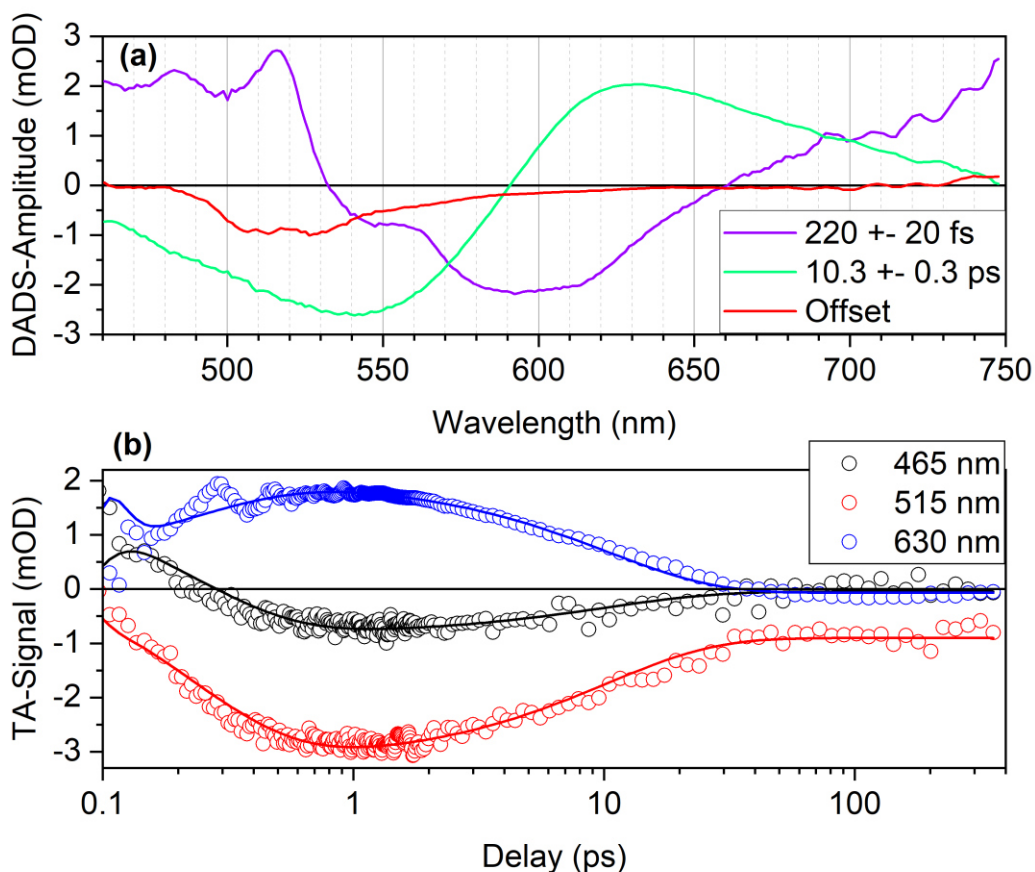 (a)
DADS-Amplitude (mOD)
3
2
1
0
-1
-2
-3
220 +- 20 fs
10.3 +- 0.3 ps
Offset
500 550 600 650 700 750
Wavelength (nm)
(b)
TA-Signal (mOD)
2
1
0
-1
-2
-3
465 nm
515 nm
630 nm
0.1 1 10 100
Delay (ps)